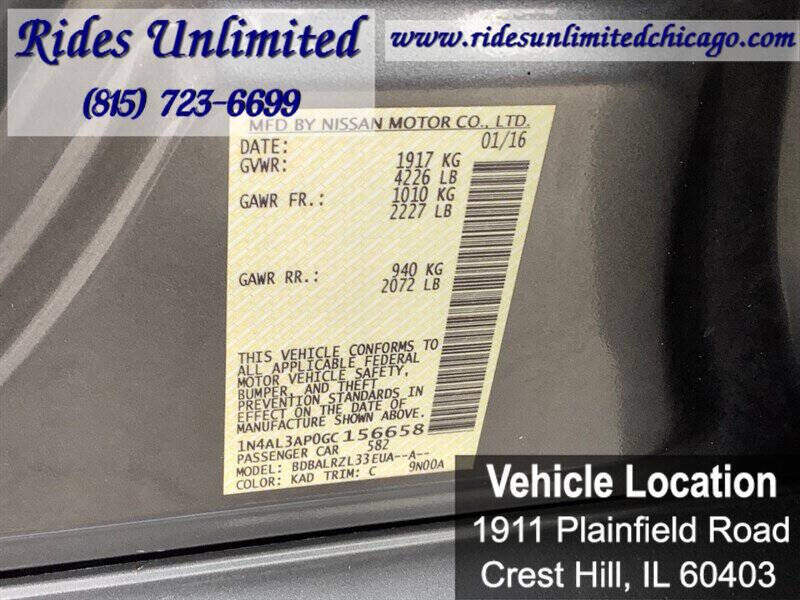 Rides Unlimited
(815) 723-6699
www.ridesunlimitedchicago.com
MFD BY NISSAN MOTOR CO., LTD.
DATE: 01/16
GVWR: 1917 KG
4226 LB
GAWR FR.: 1010 KG
2227 LB
GAWR RR.: 940 KG
2072 LB
THIS VEHICLE CONFORMS TO
ALL APPLICABLE FEDERAL
MOTOR VEHICLE SAFETY,
BUMPER, AND THEFT
PREVENTION STANDARDS IN
EFFECT ON THE DATE OF
MANUFACTURE SHOWN ABOVE.
1N4AL3AP0GC156658
PASSENGER CAR 582
MODEL: BDBALRZL33EUA--A--
COLOR: KAD TRIM: C 9N00A
Vehicle Location
1911 Plainfield Road
Crest Hill, IL 60403